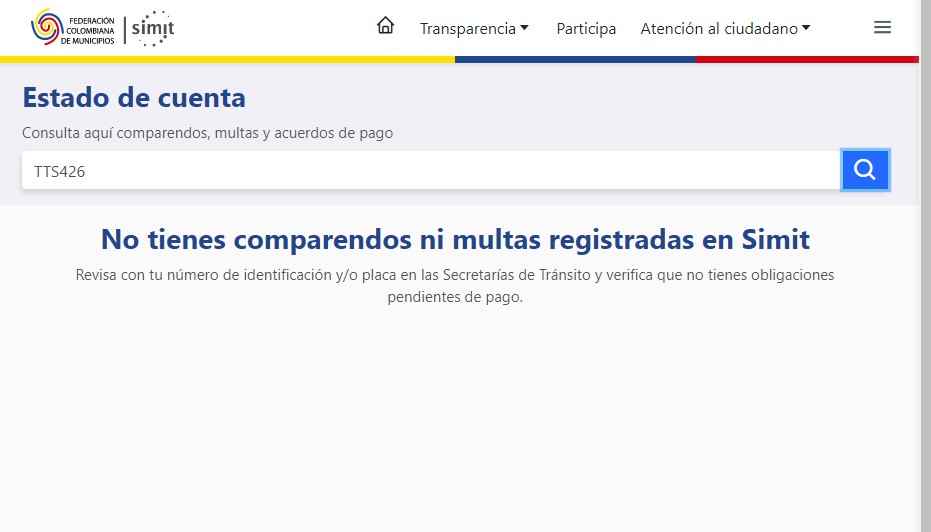 FEDERACIÓN
COLOMBIANA
DE MUNICIPIOS
simit
Transparencia
Participa
Atención al ciudadano
Estado de cuenta
Consulta aquí comparendos, multas y acuerdos de pago
TTS426
No tienes comparendos ni multas registradas en Simit
Revisa con tu número de identificación y/o placa en las Secretarías de Tránsito y verifica que no tienes obligaciones
pendientes de pago.